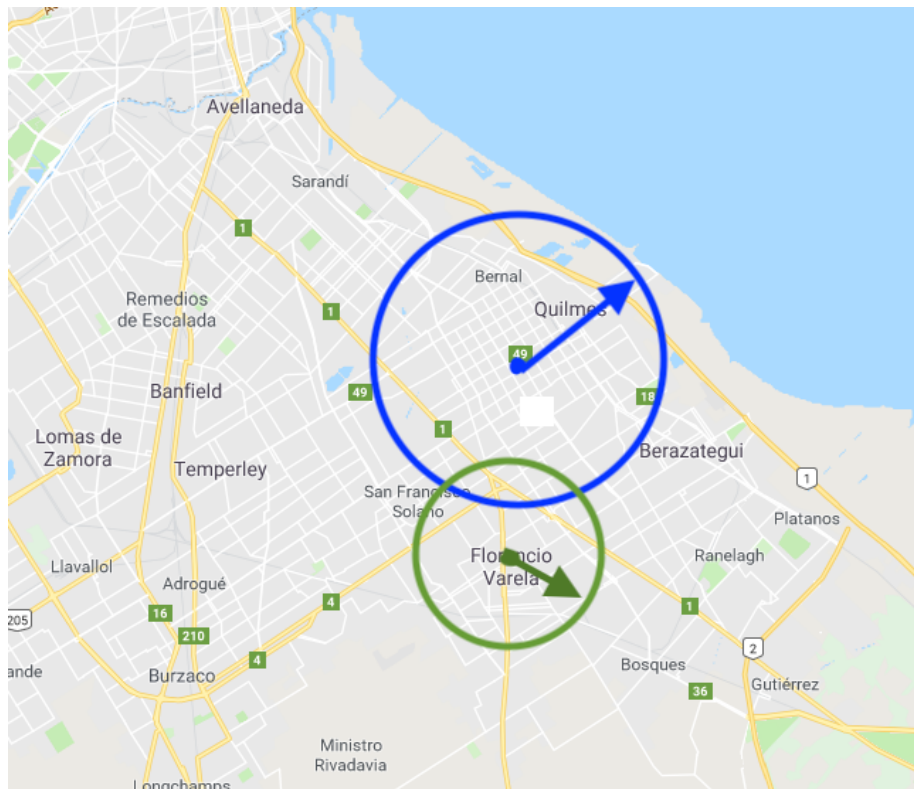 Avellaneda
Sarandí
1
Bernal
Remedios
de Escalada
Quilmes
1
49
Banfield
49
18
1
Lomas de
Zamora
Berazategui
Temperley
1
San Francisco
Solano
Platanos
Florencio
Varela
Ranelagh
Llavallol
Adrogué
4
1
16
205
210
2
4
Bosques
ande
Burzaco
Gutiérrez
36
Ministro
Rivadavia
Longchamps